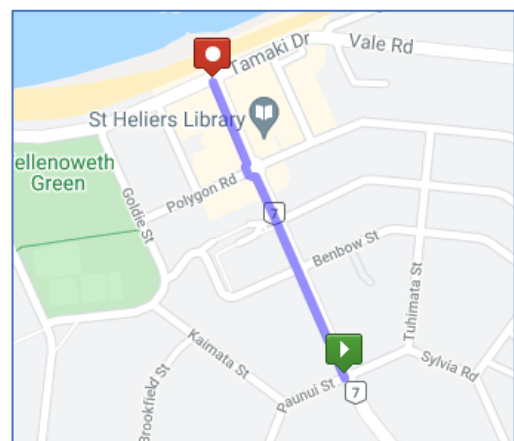 Tamaki Dr
Vale Rd
St Heliers Library
ellenoweth
Green
Goldie St
Polygon Rd
7
Benbow St
Tuhimata St
Kaimata St
Brookfield St
Paunui St
Sylvia Rd
7